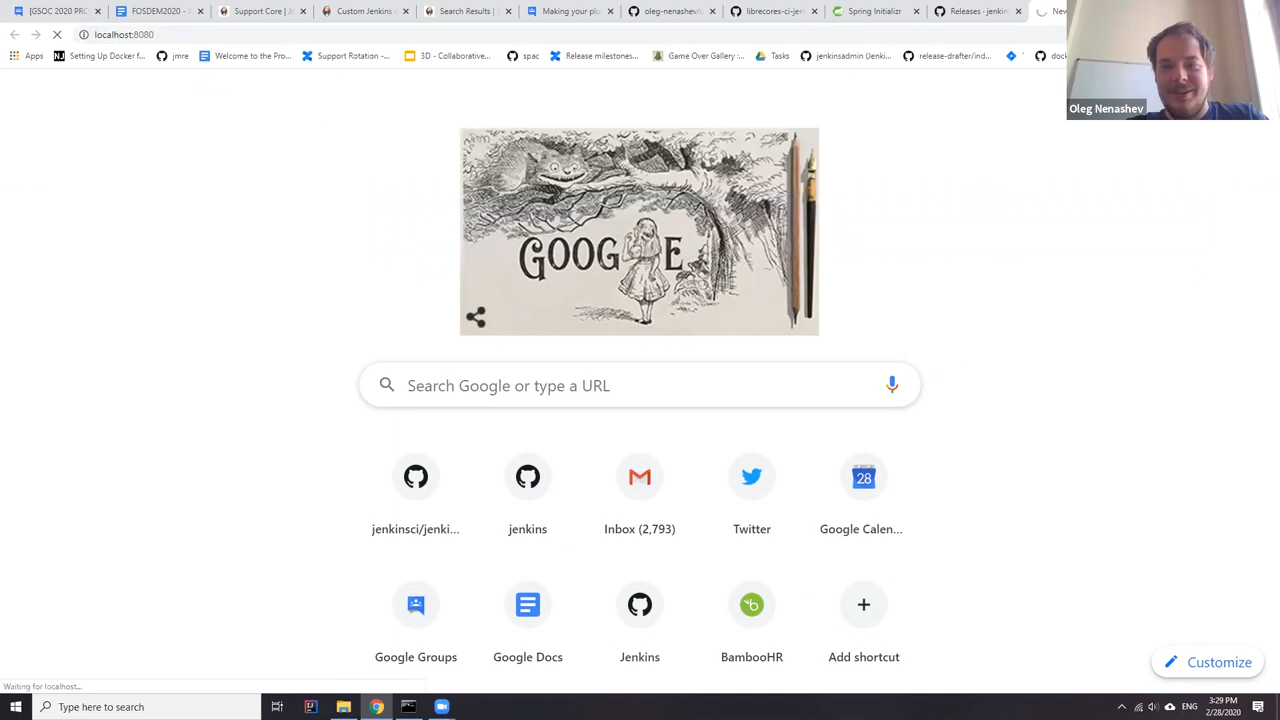 [GSOC 2020 PRO
FOSDEM2020 -
Support Core | J
Custom Jenkins
Search Results |
Making your plu
oleg-nenashev/c
librecores-ci-jen
Spring Initializr
Releases · jenkin
New
localhost:8080
Apps
Setting Up Docker f...
jmre
Welcome to the Pro...
Support Rotation -...
3D - Collaborative...
spac
Release milestones...
Game Over Gallery :...
Tasks
jenkinsadmin (Jenki...
release-drafter/ind...
dock
Oleg Nenashev
GOOG E
Search Google or type a URL
jenkinsci/jenki...
jenkins
Inbox (2,793)
Twitter
28
Google Calen...
Google Groups
Google Docs
Jenkins
BambooHR
Add shortcut
Customize
Waiting for localhost...
Type here to search
ENG
3:29 PM
2/28/2020